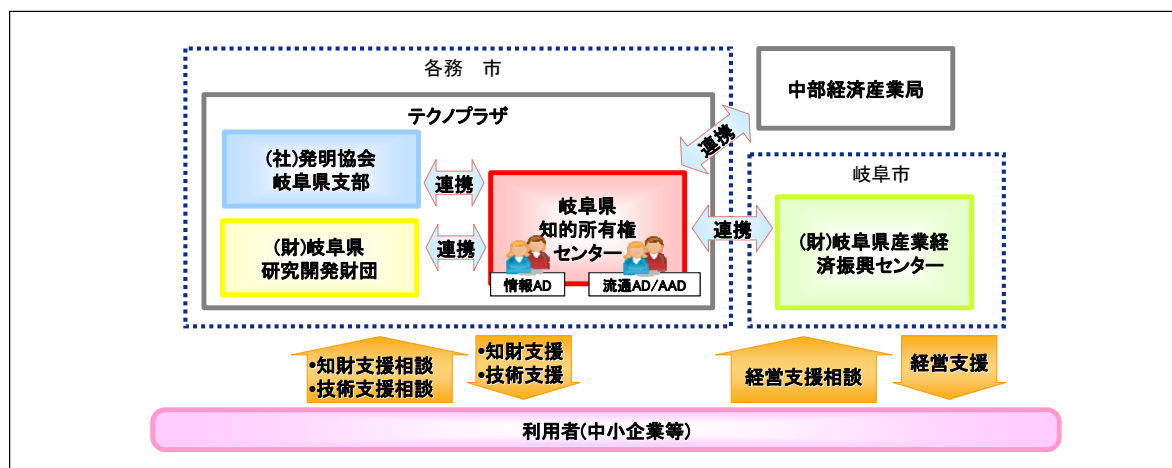 各務　市
テクノプラザ
(社)発明協会
岐阜県支部
(財)岐阜県
研究開発財団
連携
連携
岐阜県
知的所有権
センター
情報AD
流通AD/AAD
連携
連携
中部経済産業局
岐阜市
(財)岐阜県産業経
済振興センター
•知財支援相談
•技術支援相談
•知財支援
•技術支援
経営支援相談
経営支援
利用者(中小企業等)